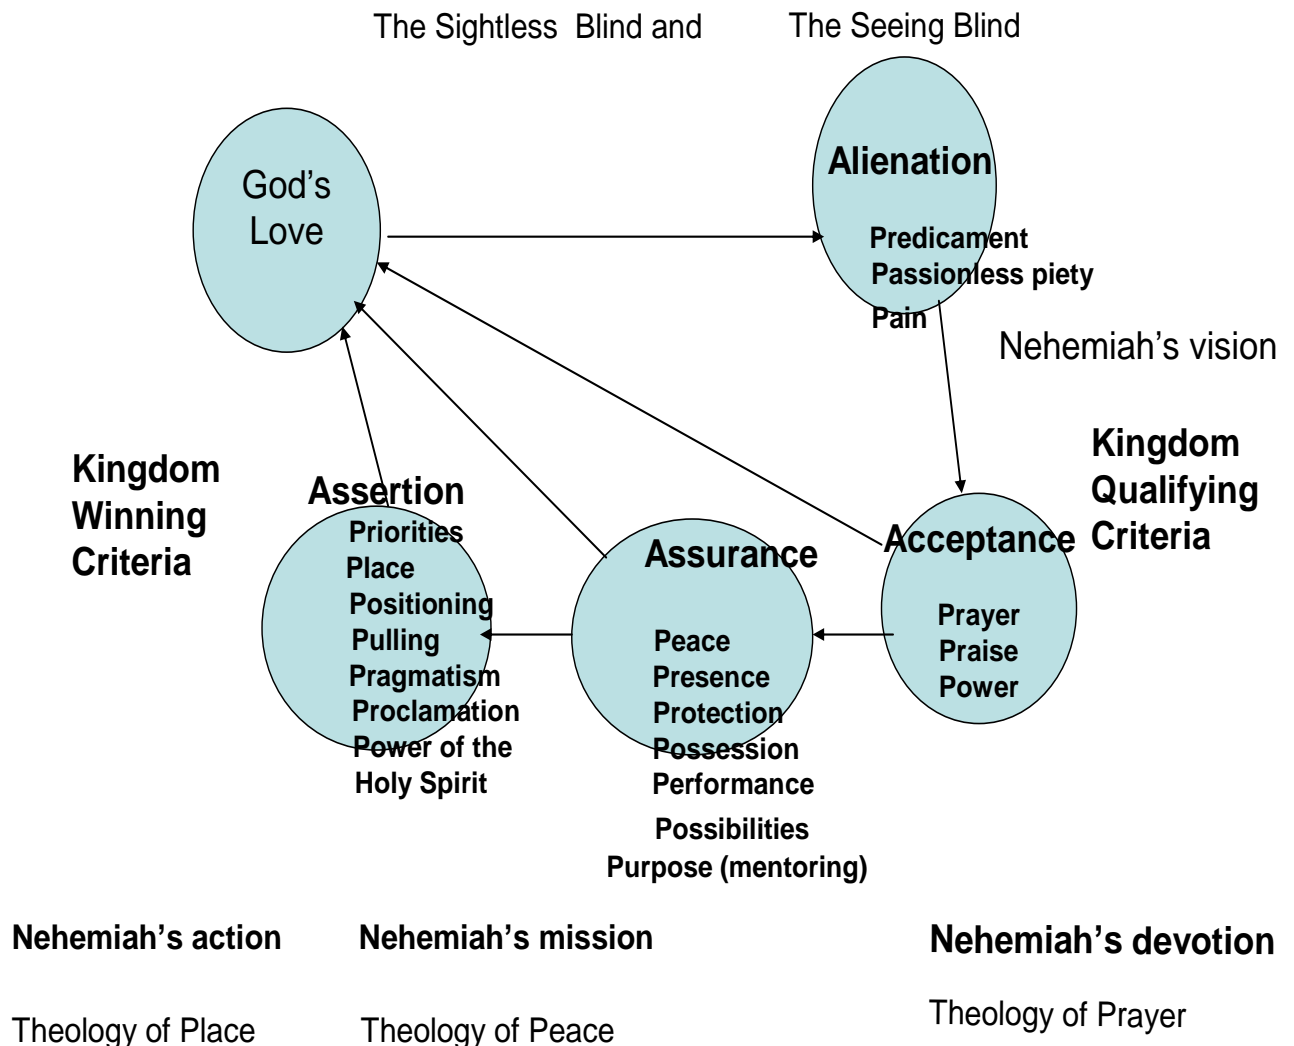 The Sightless Blind and The Seeing Blind
God's
Love
Alienation
Predicament
Passionless piety
Pain
Nehemiah's vision
Kingdom
Qualifying
Criteria
Kingdom
Winning
Criteria
Assertion
Priorities
Place
Positioning
Pulling
Pragmatism
Proclamation
Power of the
Holy Spirit
Assurance
Peace
Presence
Protection
Possession
Performance
Possibilities
Purpose (mentoring)
Acceptance
Prayer
Praise
Power
Nehemiah's action
Nehemiah's mission
Nehemiah's devotion
Theology of Place
Theology of Peace
Theology of Prayer